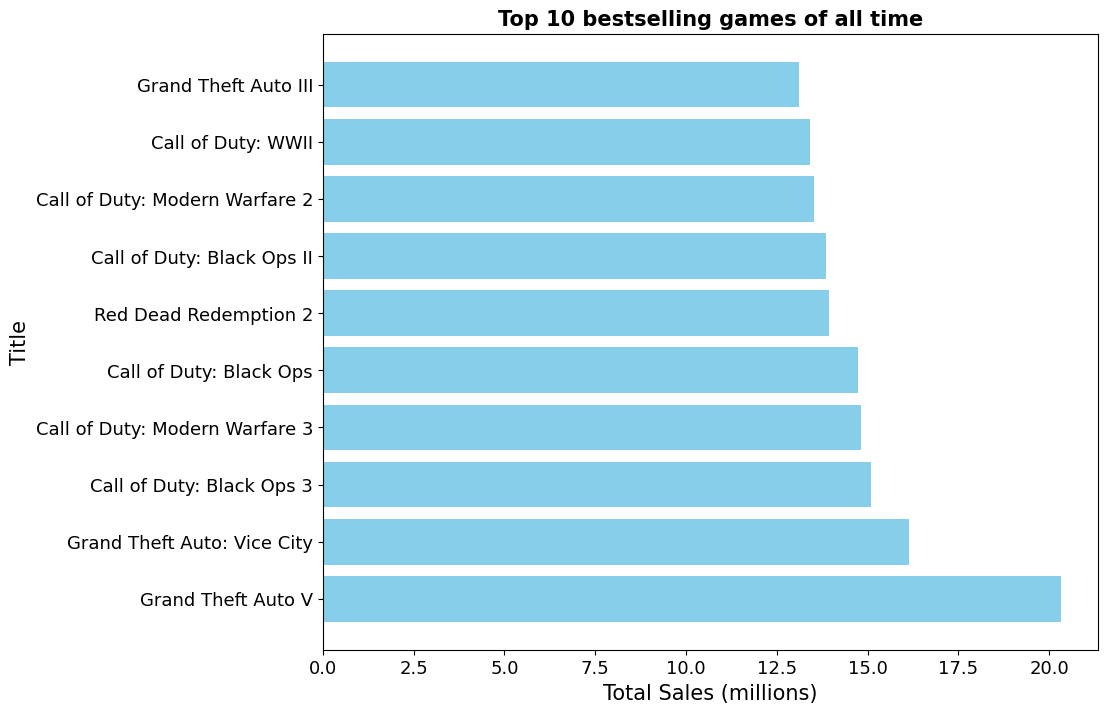 Top 10 bestselling games of all time
Title
Grand Theft Auto III
Call of Duty: WWII
Call of Duty: Modern Warfare 2
Call of Duty: Black Ops II
Red Dead Redemption 2
Call of Duty: Black Ops
Call of Duty: Modern Warfare 3
Call of Duty: Black Ops 3
Grand Theft Auto: Vice City
Grand Theft Auto V
0.0 2.5 5.0 7.5 10.0 12.5 15.0 17.5 20.0
Total Sales (millions)